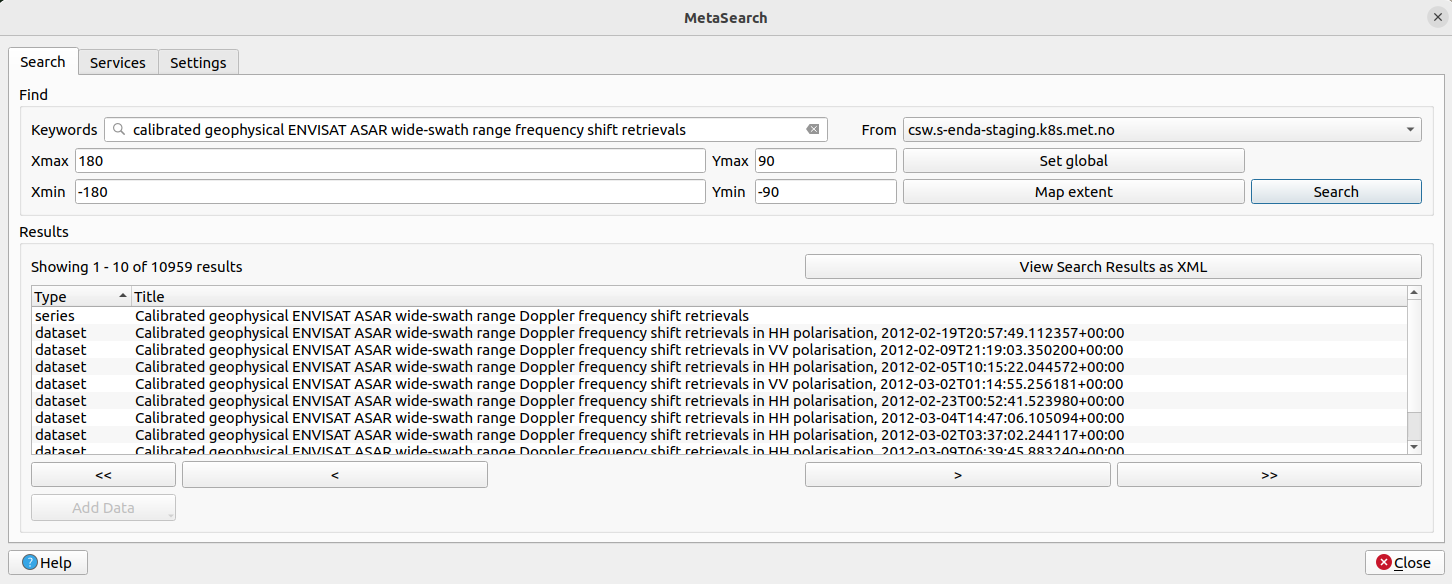 MetaSearch
Search Services Settings
Find
Keywords calibrated geophysical ENVISAT ASAR wide-swath range frequency shift retrievals From csw.s-enda-staging.k8s.met.no
Xmax 180 Ymax 90 Set global
Xmin -180 Ymin -90 Map extent Search
Results
Showing 1 - 10 of 10959 results View Search Results as XML
Type Title
series Calibrated geophysical ENVISAT ASAR wide-swath range Doppler frequency shift retrievals
dataset Calibrated geophysical ENVISAT ASAR wide-swath range Doppler frequency shift retrievals in HH polarisation, 2012-02-19T20:57:49.112357+00:00
dataset Calibrated geophysical ENVISAT ASAR wide-swath range Doppler frequency shift retrievals in VV polarisation, 2012-02-09T21:19:03.350200+00:00
dataset Calibrated geophysical ENVISAT ASAR wide-swath range Doppler frequency shift retrievals in HH polarisation, 2012-02-05T10:15:22.044572+00:00
dataset Calibrated geophysical ENVISAT ASAR wide-swath range Doppler frequency shift retrievals in VV polarisation, 2012-03-02T01:14:55.256181+00:00
dataset Calibrated geophysical ENVISAT ASAR wide-swath range Doppler frequency shift retrievals in HH polarisation, 2012-02-23T00:52:41.523980+00:00
dataset Calibrated geophysical ENVISAT ASAR wide-swath range Doppler frequency shift retrievals in HH polarisation, 2012-03-04T14:47:06.105094+00:00
dataset Calibrated geophysical ENVISAT ASAR wide-swath range Doppler frequency shift retrievals in HH polarisation, 2012-03-02T03:37:02.244117+00:00
dataset Calibrated geophysical ENVISAT ASAR wide-swath range Doppler frequency shift retrievals in HH polarisation, 2012-03-09T06:39:45.883240+00:00
<< < > >>
Add Data
? Help Close